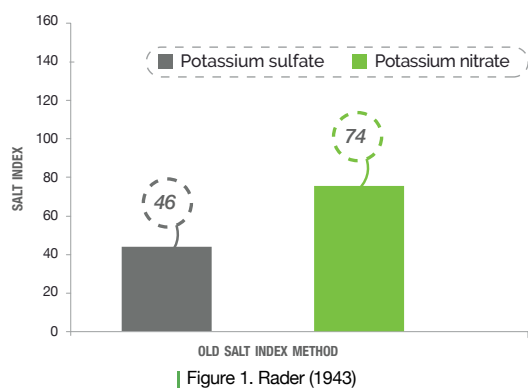 160
Potassium sulfate Potassium nitrate
140
120
100
74
80
60
46
40
20
0
SALT INDEX
OLD SALT INDEX METHOD
Figure 1. Rader (1943)